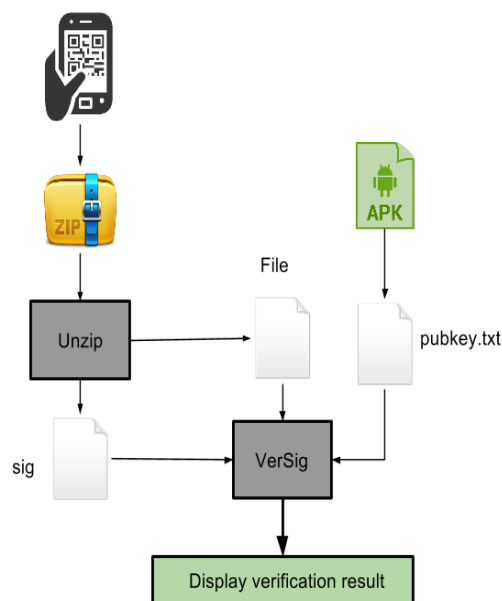 ZIP
APK
File
Unzip
pubkey.txt
sig
VerSig
Display verification result